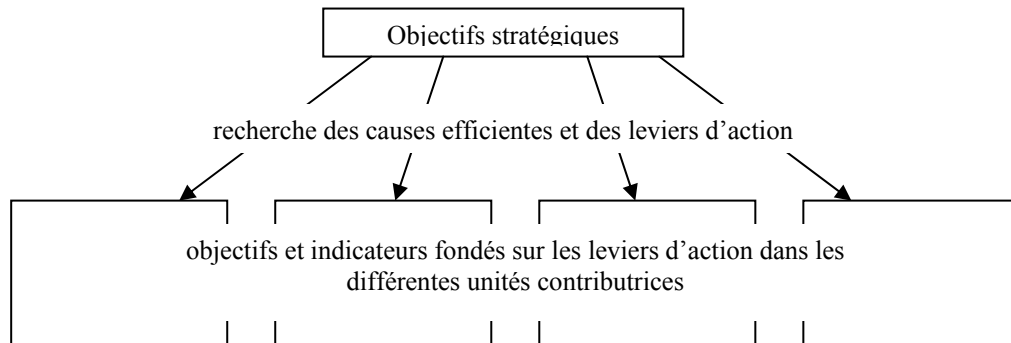 Objectifs stratégiques
recherche des causes efficientes et des leviers d’action
objectifs et indicateurs fondés sur les leviers d’action dans les
différentes unités contributrices